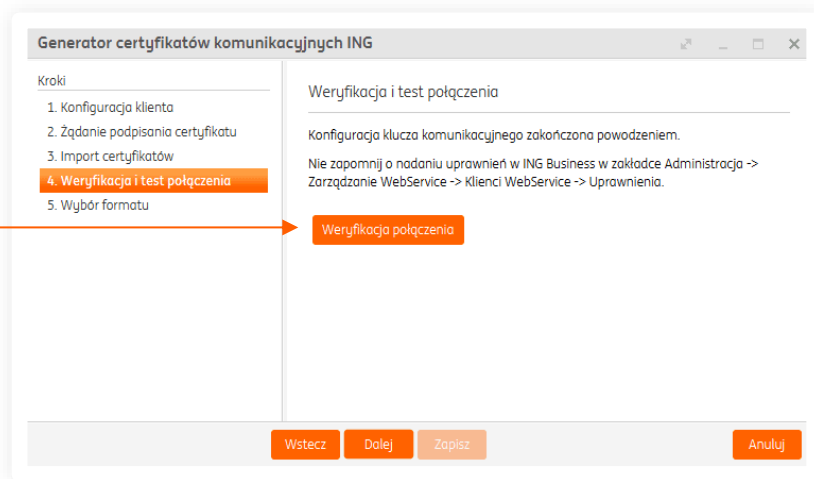 Generator certyfikatów komunikacyjnych ING
Kroki
1. Konfiguracja klienta
2. Żądanie podpisania certyfikatu
3. Import certyfikatów
4. Weryfikacja i test połączenia
5. Wybór formatu
Weryfikacja i test połączenia
Konfiguracja klucza komunikacyjnego zakończona powodzeniem.
Nie zapomnij o nadaniu uprawnień w ING Business w zakładce Administracja ->
Zarządzanie WebService -> Klienci WebService -> Uprawnienia.
Weryfikacja połączenia
Wstecz
Dalej
Zapisz
Anuluj